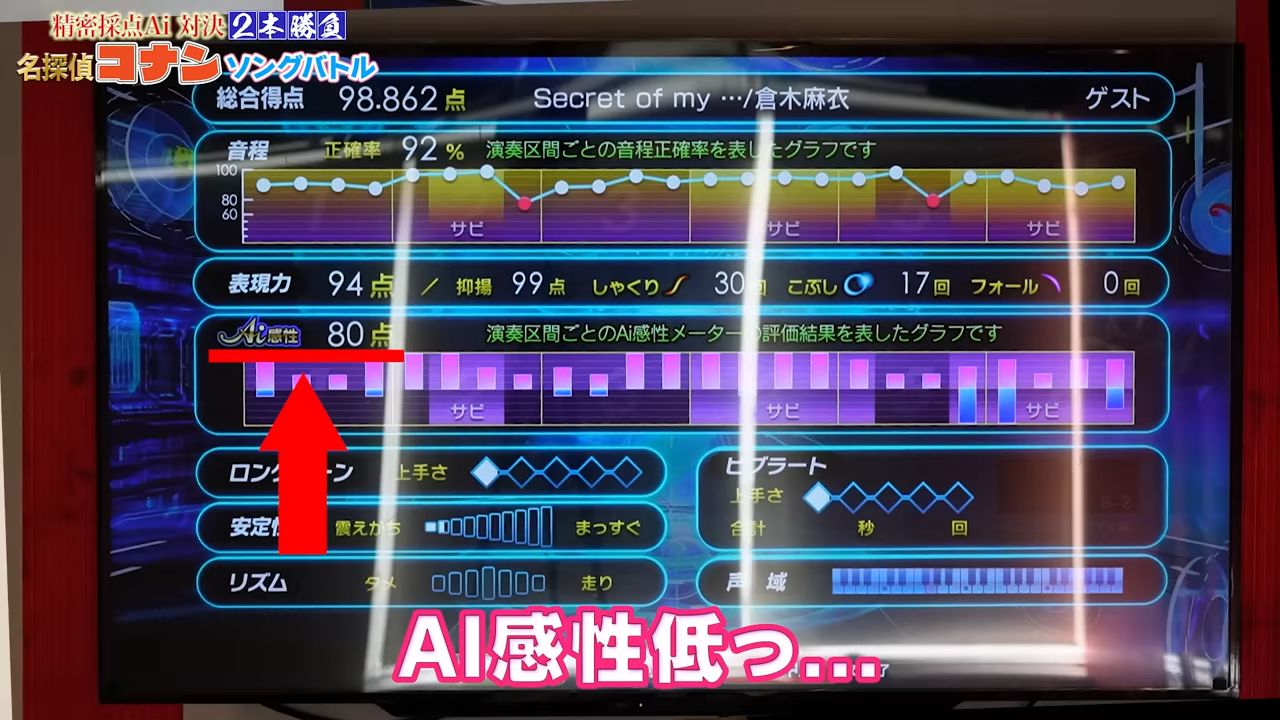 精密採点Ai 対決 2本勝負
名探偵コナン ソングバトル
総合得点 98.862点 Secret of my …/倉木麻衣 ゲスト
音程 正確率 92% 演奏区間ごとの音程正確率を表したグラフです
100
80
60
サビ サビ サビ
表現力 94点 / 抑揚 99点 しゃくり 30回 こぶし 17回 フォール 0回
Ai感性 80点 演奏区間ごとのAi感性メーターの評価結果を表したグラフです
サビ サビ サビ
ロングトーン 上手さ
ビブラート
上手さ
安定性 震えがち まっすぐ
合計 秒 回
リズム タメ 走り
声域
AI感性低っ...